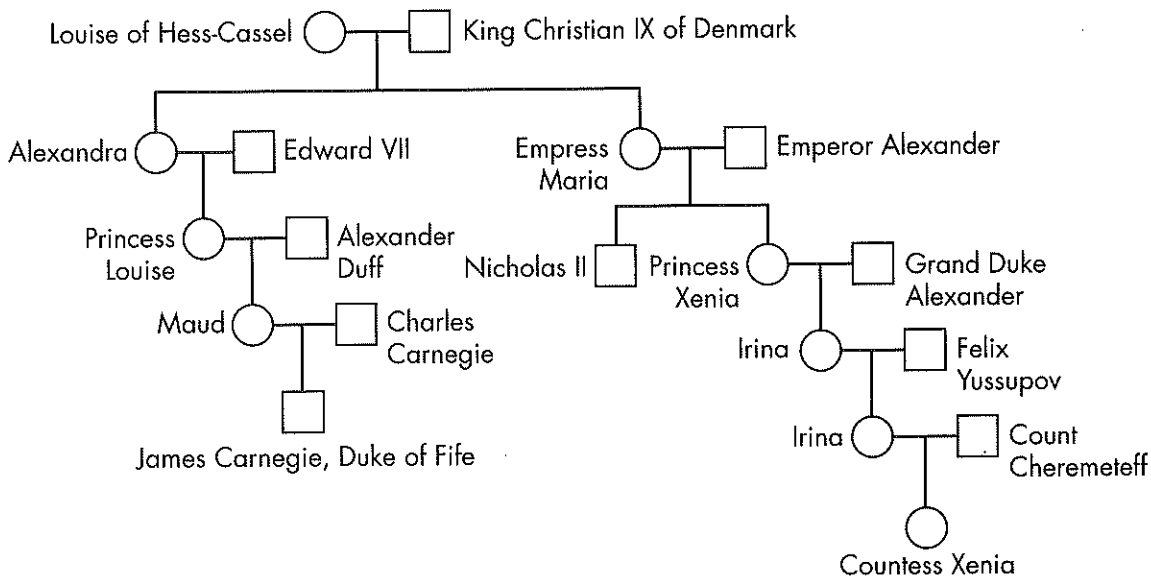 Louise of Hess-Cassel
King Christian IX of Denmark
Alexandra
Edward VII
Empress
Maria
Emperor Alexander
Princess
Louise
Alexander
Duff
Nicholas II
Princess
Xenia
Grand Duke
Alexander
Maud
Charles
Carnegie
Irina
Felix
Yussupov
James Carnegie, Duke of Fife
Irina
Count
Cheremeteff
Countess Xenia